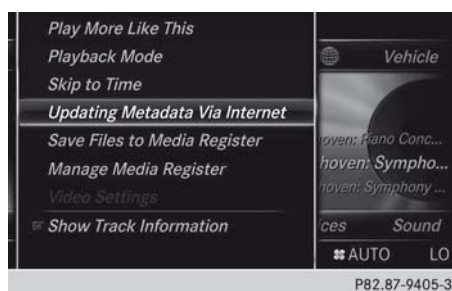 Play More Like This
Playback Mode
Skip to Time
Updating Metadata Via Internet
Save Files to Media Register
Manage Media Register
Video Settings
Show Track Information
Vehicle
oven: Piano Conc...
hoven: Sympho...
hoven: Symphony ...
ices Sound
AUTO LO
P82.87-9405-3